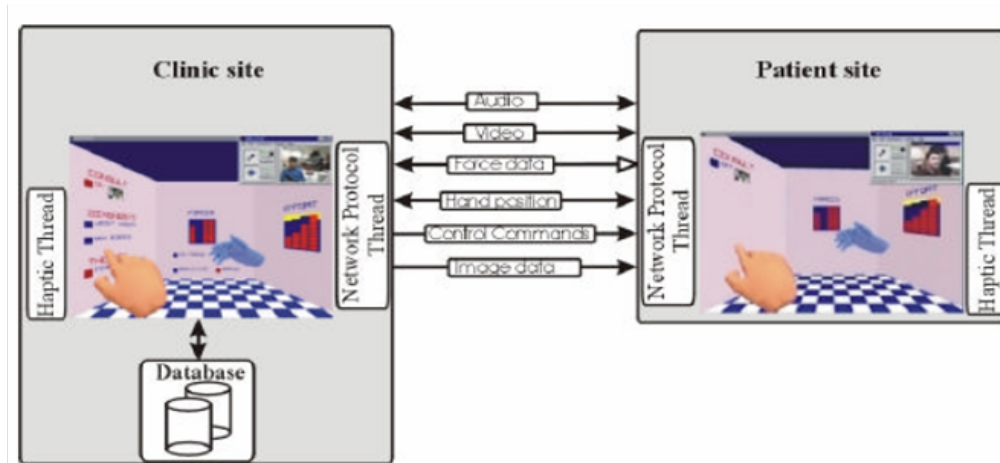 Clinic site
Patient site
Audio
Video
Force data
Hand position
Control Commands
Image data
Haptic Thread
Network Protocol
Thread
Network Protocol
Thread
Haptic Thread
CONSULT
Database